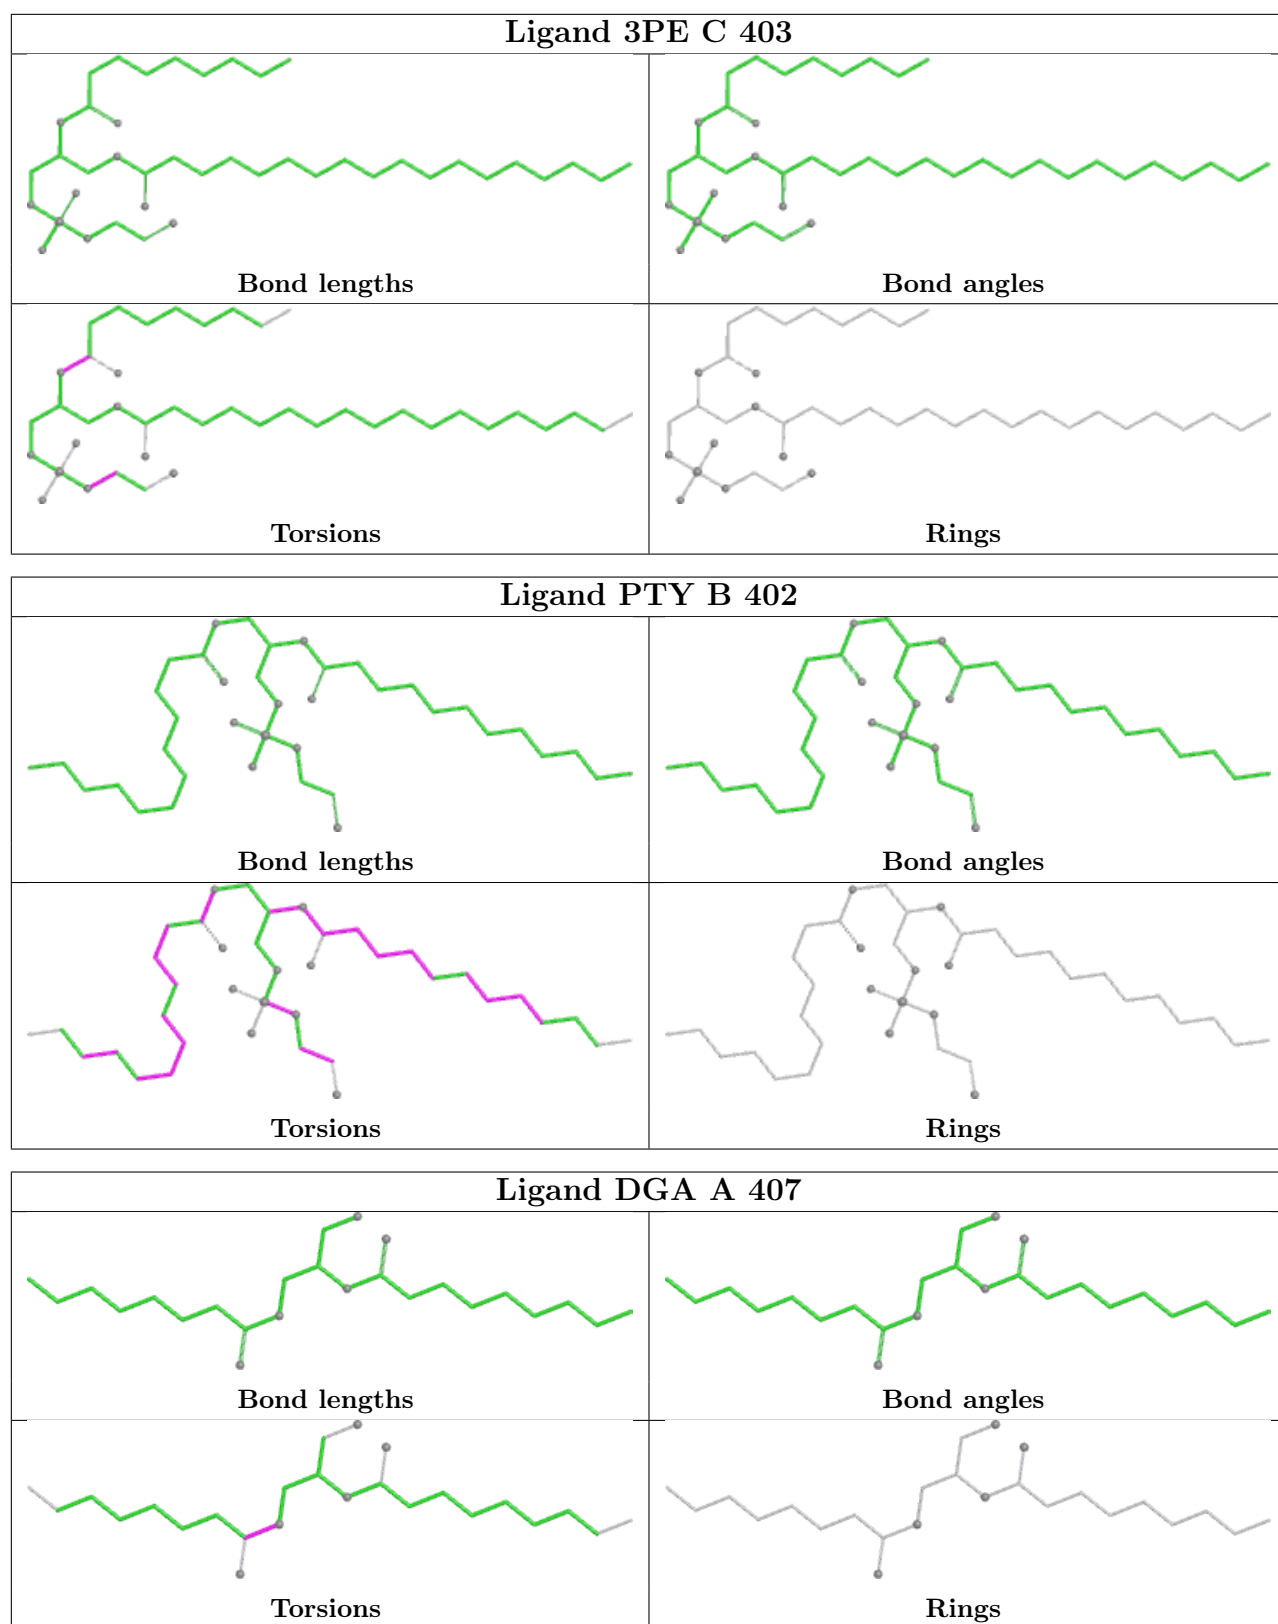 Ligand 3PE C 403
Bond lengths
Bond angles
Torsions
Rings
Ligand PTY B 402
Bond lengths
Bond angles
Torsions
Rings
Ligand DGA A 407
Bond lengths
Bond angles
Torsions
Rings